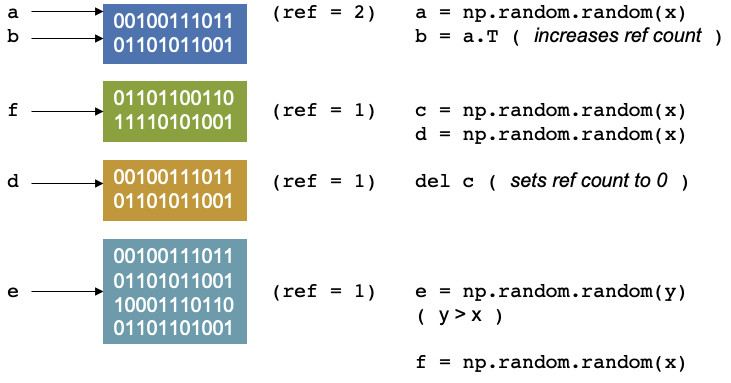 a 00100111011 (ref = 2) a = np.random.random(x)
b 01101011001 b = a.T ( increases ref count )
f 01101100110 (ref = 1) c = np.random.random(x)
11110101001 d = np.random.random(x)
d 00100111011 (ref = 1) del c ( sets ref count to 0 )
01101011001
00100111011
01101011001
e 10001110110 (ref = 1) e = np.random.random(y)
01101101001 ( y > x )
f = np.random.random(x)